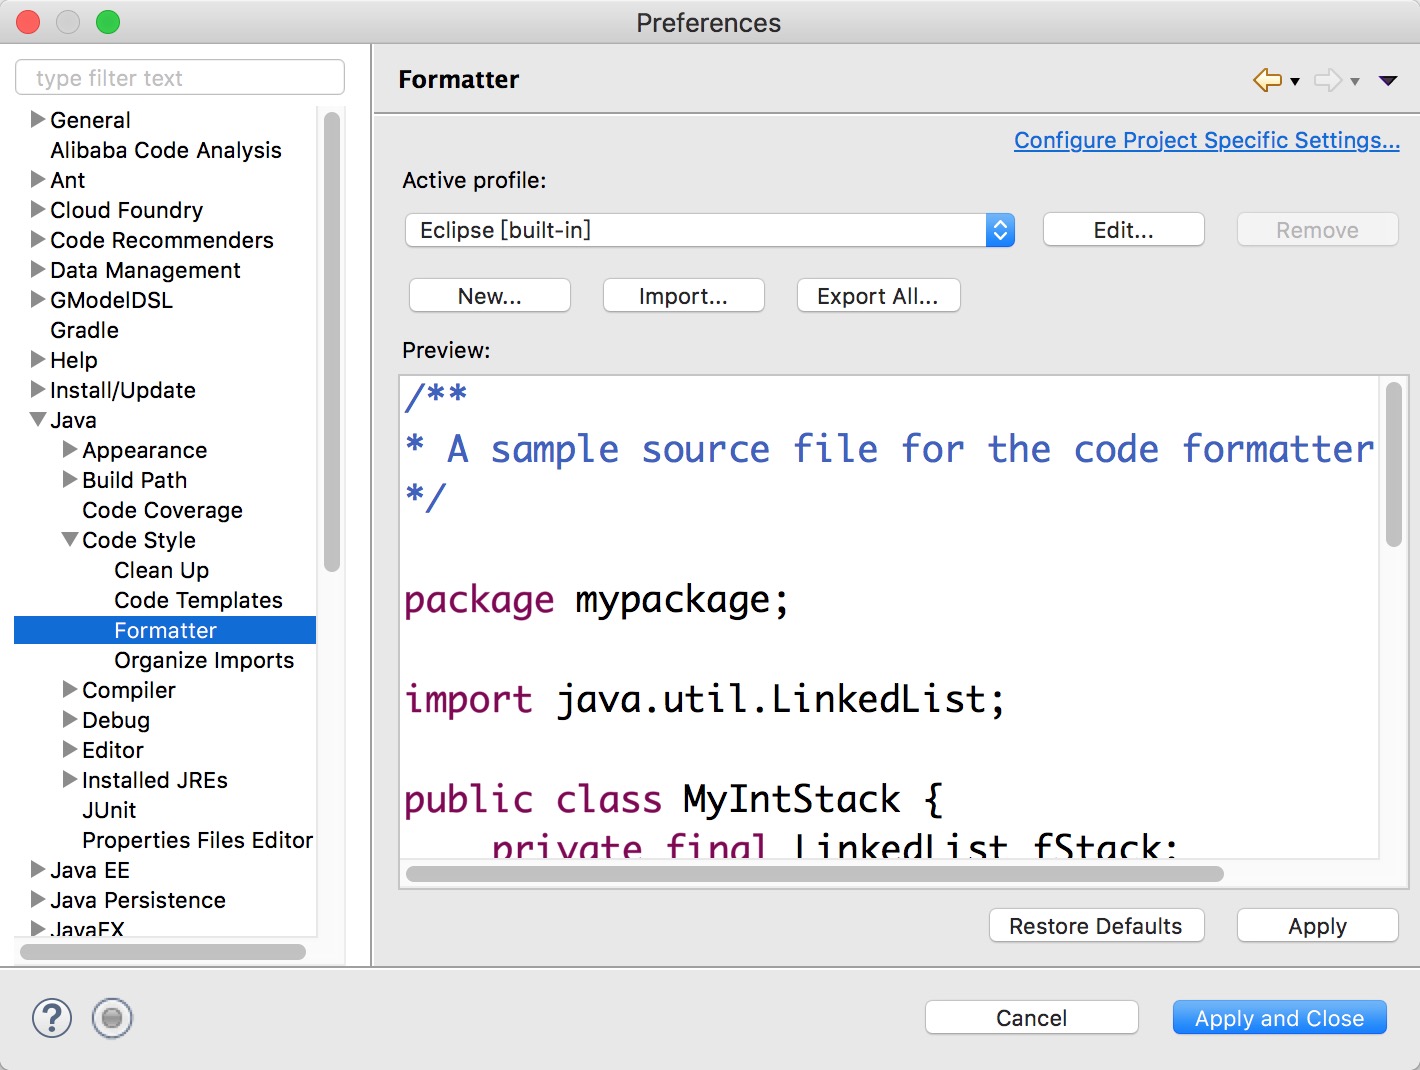 Preferences
type filter text
General
Alibaba Code Analysis
Ant
Cloud Foundry
Code Recommenders
Data Management
GModelDSL
Gradle
Help
Install/Update
Java
Appearance
Build Path
Code Coverage
Code Style
Clean Up
Code Templates
Formatter
Organize Imports
Compiler
Debug
Editor
Installed JREs
JUnit
Properties Files Editor
Java EE
Java Persistence
JavaFX
Formatter
Configure Project Specific Settings...
Active profile:
Eclipse [built-in]
Edit...
Remove
New...
Import...
Export All...
Preview:
/**
* A sample source file for the code formatter
*/
package mypackage;
import java.util.LinkedList;
public class MyIntStack {
private final LinkedList fStack;
Restore Defaults
Apply
?
Cancel
Apply and Close